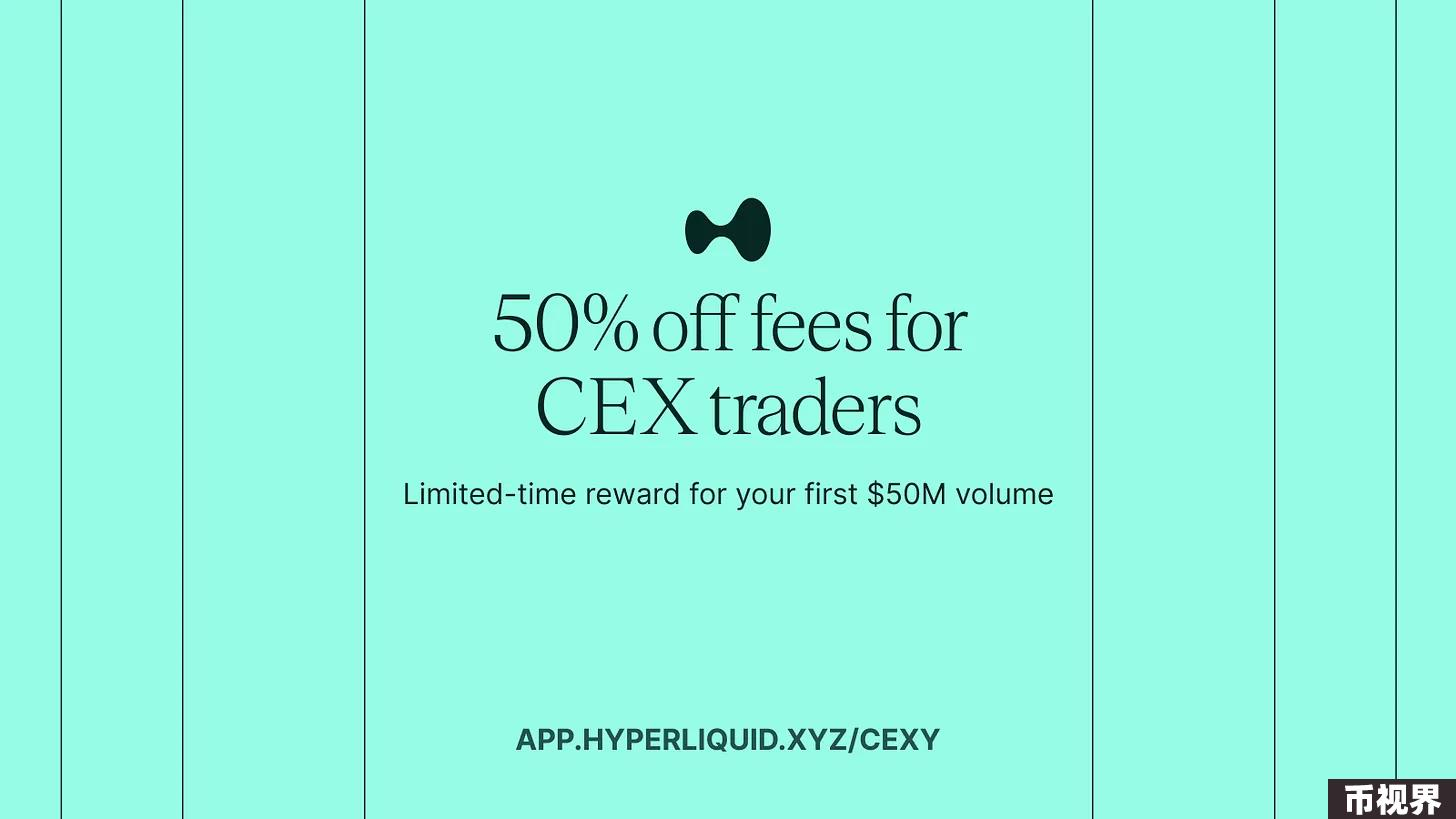 50% off fees for
CEX traders
Limited-time reward for your first $50M volume
APP.HYPERLIQUID.XYZ/CEXY
币视界